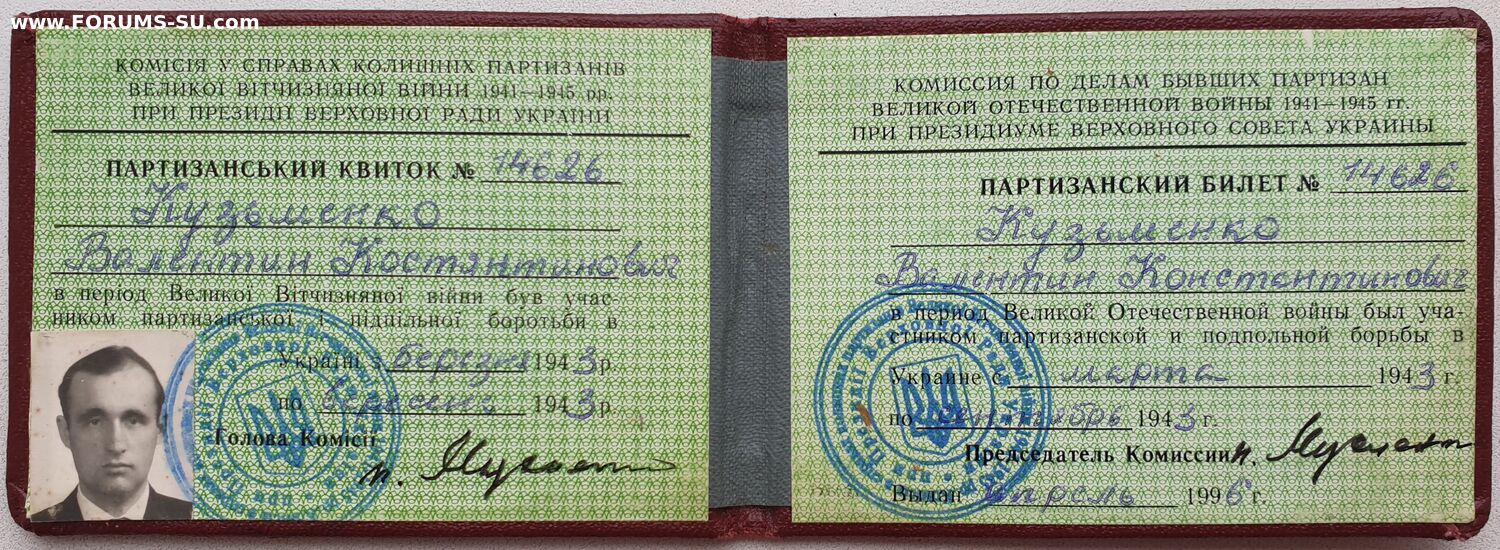 www.FORUMS-SU.com
КОМІСІЯ У СПРАВАХ КОЛИШНІХ ПАРТИЗАНІВ
ВЕЛИКОЇ ВІТЧИЗНЯНОЇ ВІЙНИ 1941—1945 рр.
ПРИ ПРЕЗИДІЇ ВЕРХОВНОЇ РАДИ УКРАЇНИ
ПАРТИЗАНСЬКИЙ КВИТОК № 14626
Кузьменко
Валентин Костянтинович
в період Великої Вітчизняної війни був учас-
ником партизанської і підпільної боротьби в
Україні з березня 1943 р.
по вересень 1943 р.
Голова Комісії
КОМИССИЯ ПО ДЕЛАМ БЫВШИХ ПАРТИЗАН
ВЕЛИКОЙ ОТЕЧЕСТВЕННОЙ ВОЙНЫ 1941—1945 гг.
ПРИ ПРЕЗИДИУМЕ ВЕРХОВНОГО СОВЕТА УКРАИНЫ
ПАРТИЗАНСКИЙ БИЛЕТ № 14626
Кузьменко
Валентин Константинович
в период Великой Отечественной войны был уча-
стником партизанской и подпольной борьбы в
Украине с марта 1943 г.
по сентябрь 1943 г.
Председатель Комиссии
Выдан апрель 1996 г.